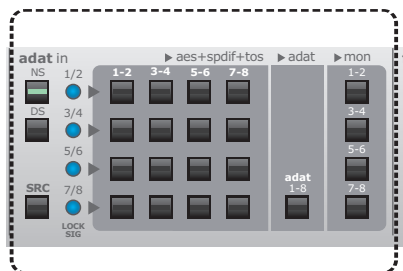 adat in ▶ aes+spdif+tos ▶ adat ▶ mon
NS 1/2 1-2 3-4 5-6 7-8 1-2
DS 3/4 3-4
5/6 5-6
SRC 7/8 adat 7-8
1-8
LOCK
SIG